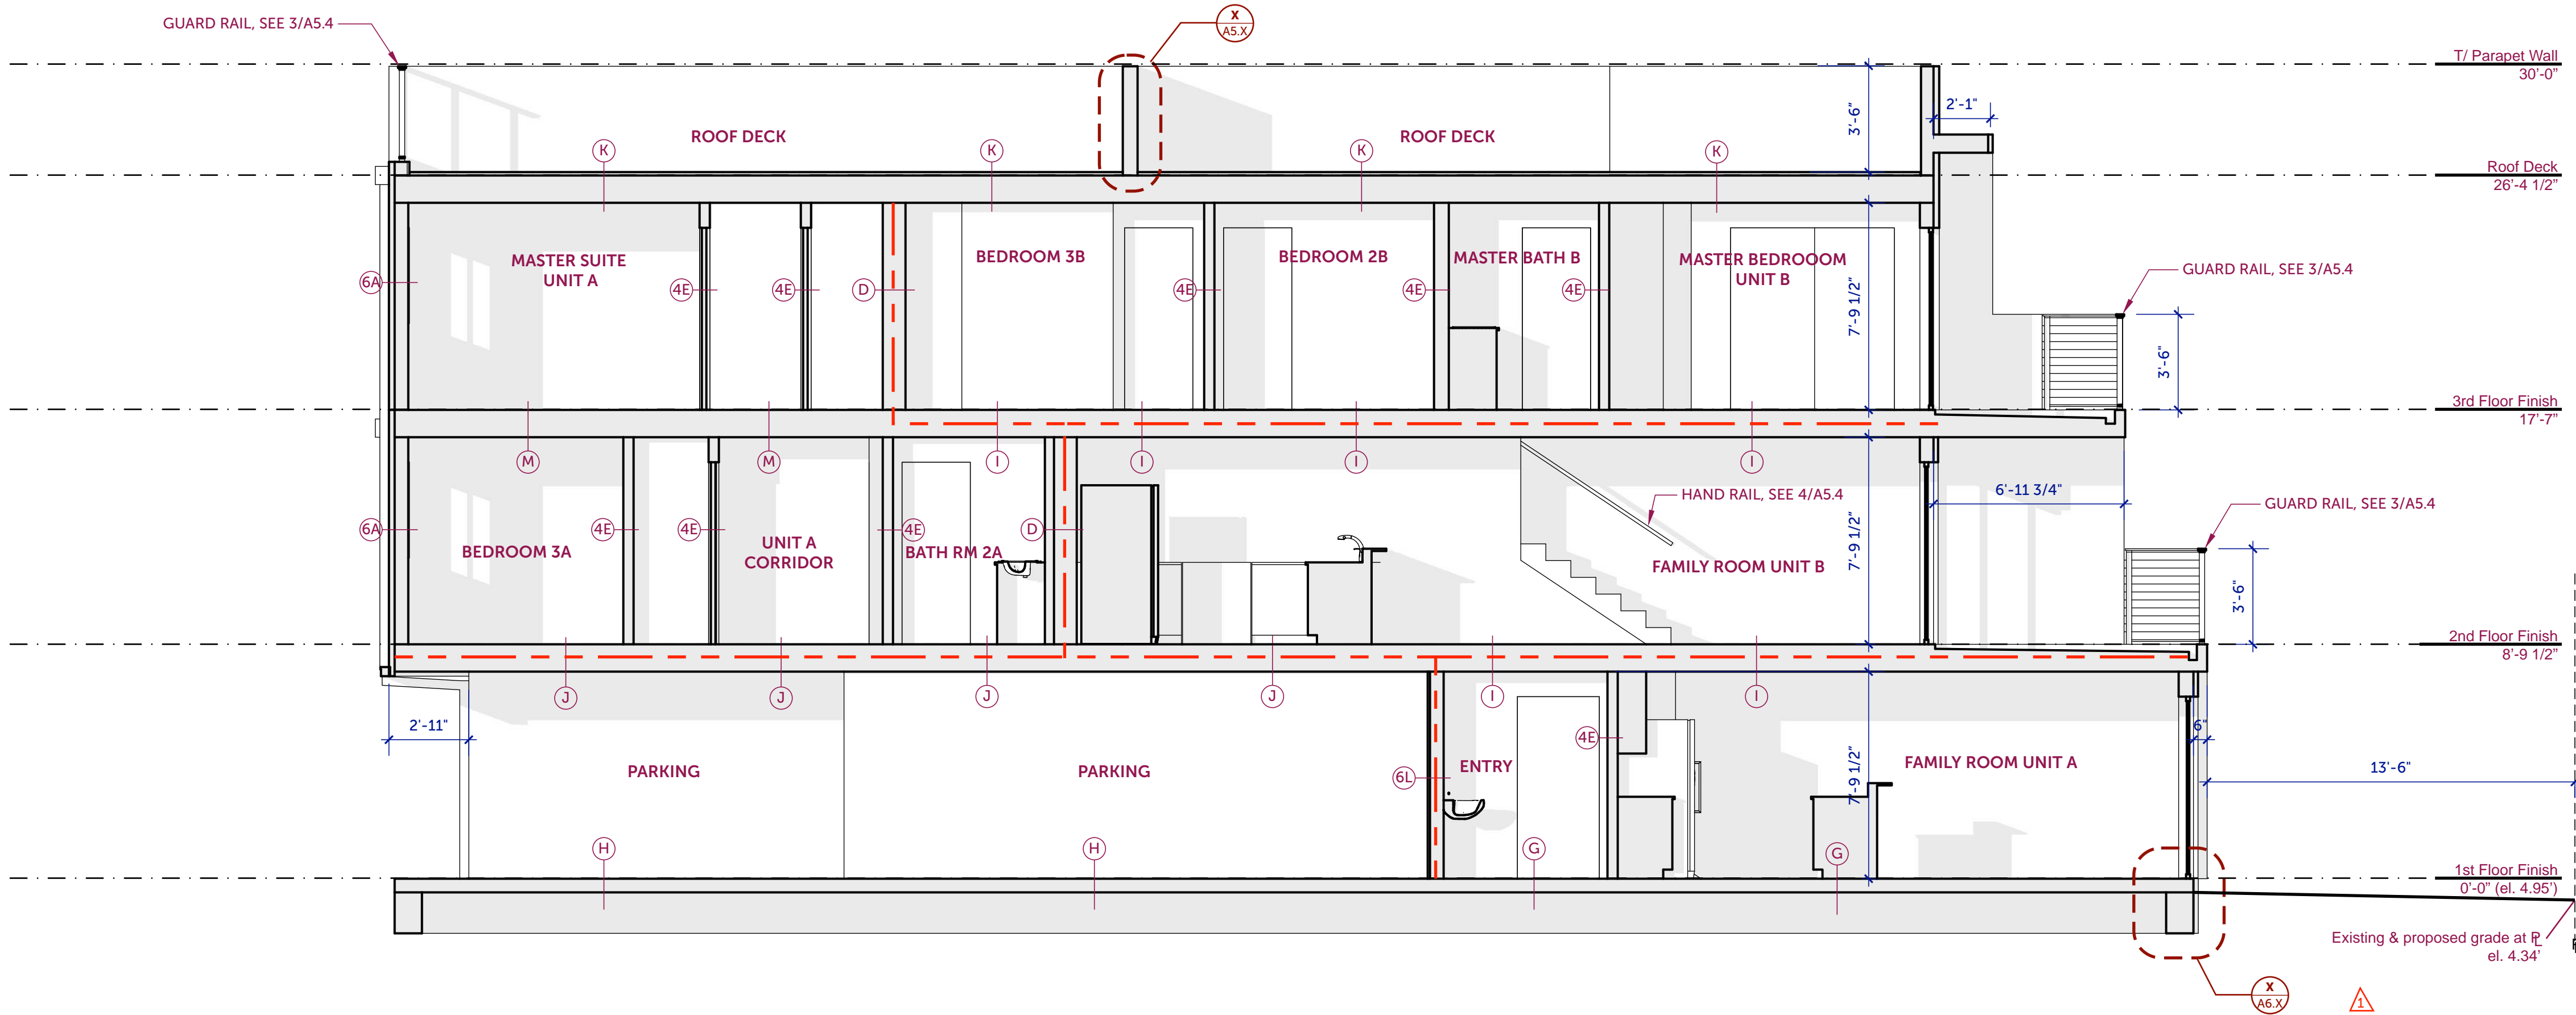 GUARD RAIL, SEE 3/A5.4
X
A5.X
T/ Parapet Wall
30'-0"
3'-6"
2'-1"
ROOF DECK
ROOF DECK
K
K
K
K
Roof Deck
26'-4 1/2"
MASTER SUITE
UNIT A
BEDROOM 3B
BEDROOM 2B
MASTER BATH B
MASTER BEDROOOM
UNIT B
6A
4E
4E
D
4E
4E
4E
7'-9 1/2"
GUARD RAIL, SEE 3/A5.4
3'-6"
3rd Floor Finish
17'-7"
M
M
I
I
I
I
HAND RAIL, SEE 4/A5.4
6'-11 3/4"
GUARD RAIL, SEE 3/A5.4
6A
BEDROOM 3A
4E
4E
UNIT A
CORRIDOR
4E
BATH RM 2A
D
FAMILY ROOM UNIT B
7'-9 1/2"
3'-6"
2nd Floor Finish
8'-9 1/2"
J
J
J
J
I
I
2'-11"
4E
6"
PARKING
PARKING
6L
ENTRY
FAMILY ROOM UNIT A
7'-9 1/2"
13'-6"
H
H
G
G
1st Floor Finish
0'-0" (el. 4.95')
Existing & proposed grade at PL
el. 4.34'
X
A6.X
1